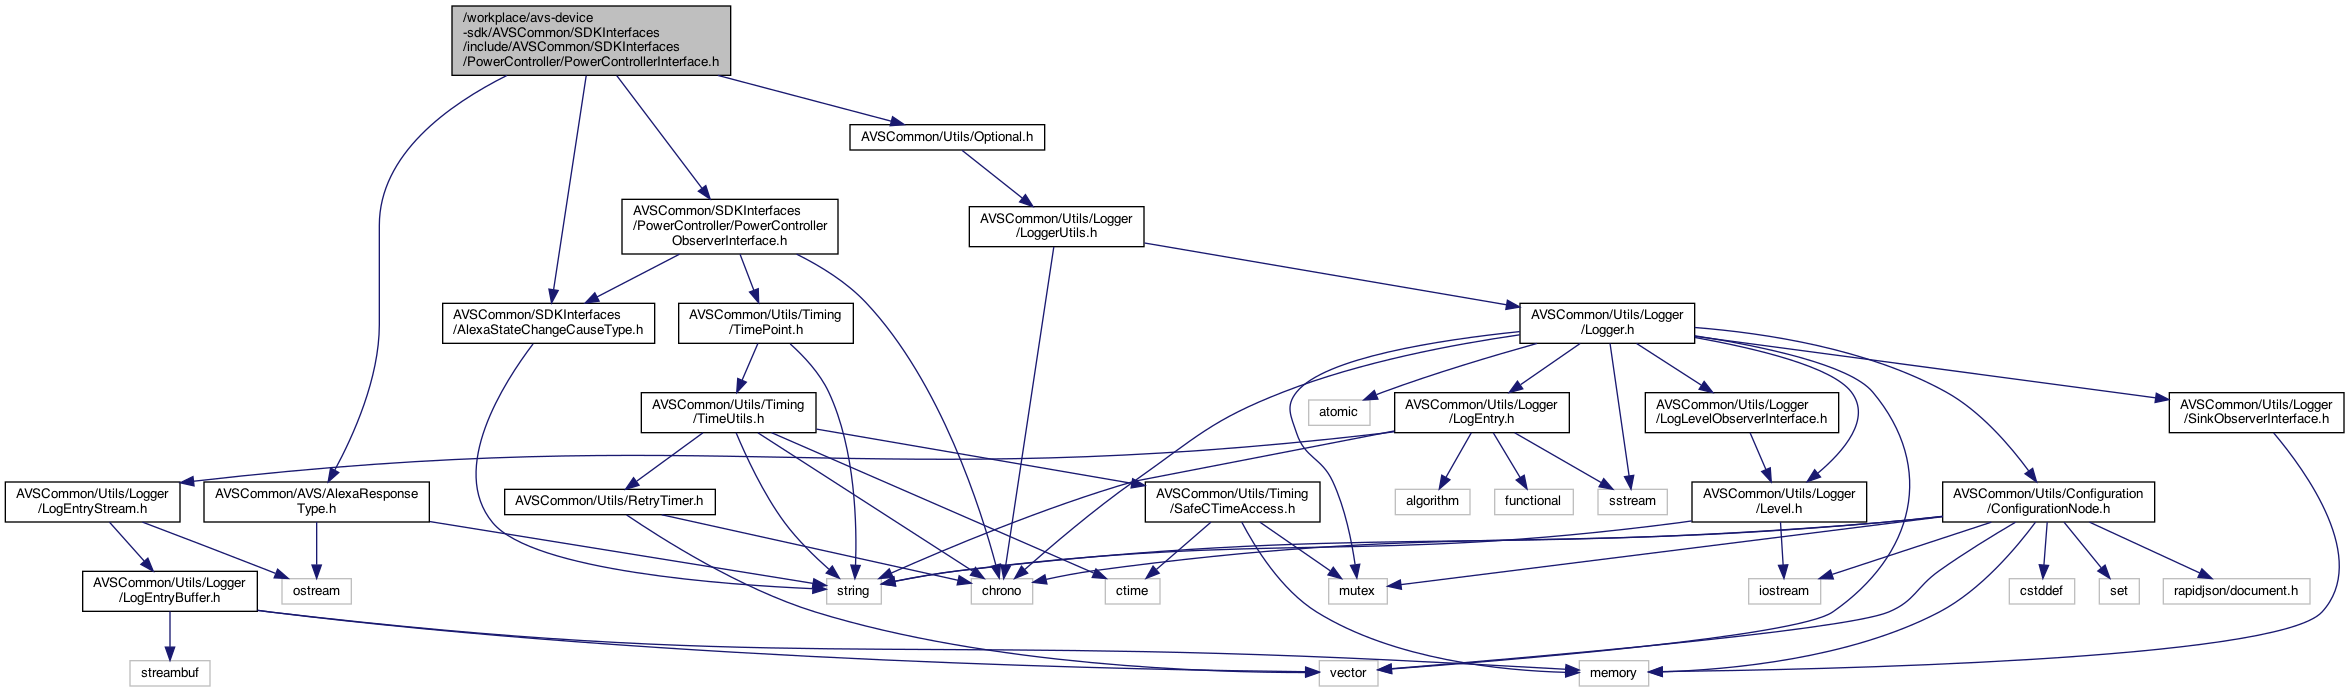 /workplace/avs-device
-sdk/AVSCommon/SDKInterfaces
/include/AVSCommon/SDKInterfaces
/PowerController/PowerControllerInterface.h
AVSCommon/Utils/Optional.h
AVSCommon/SDKInterfaces
/PowerController/PowerController
ObserverInterface.h
AVSCommon/Utils/Logger
/LoggerUtils.h
AVSCommon/SDKInterfaces
/AlexaStateChangeCauseType.h
AVSCommon/Utils/Timing
/TimePoint.h
AVSCommon/Utils/Logger
/Logger.h
AVSCommon/Utils/Timing
/TimeUtils.h
atomic
AVSCommon/Utils/Logger
/LogEntry.h
AVSCommon/Utils/Logger
/LogLevelObserverInterface.h
AVSCommon/Utils/Logger
/SinkObserverInterface.h
AVSCommon/Utils/Logger
/LogEntryStream.h
AVSCommon/AVS/AlexaResponse
Type.h
AVSCommon/Utils/RetryTimer.h
AVSCommon/Utils/Timing
/SafeCTimeAccess.h
algorithm
functional
sstream
AVSCommon/Utils/Logger
/Level.h
AVSCommon/Utils/Configuration
/ConfigurationNode.h
AVSCommon/Utils/Logger
/LogEntryBuffer.h
ostream
string
chrono
ctime
mutex
iostream
cstddef
set
rapidjson/document.h
streambuf
vector
memory